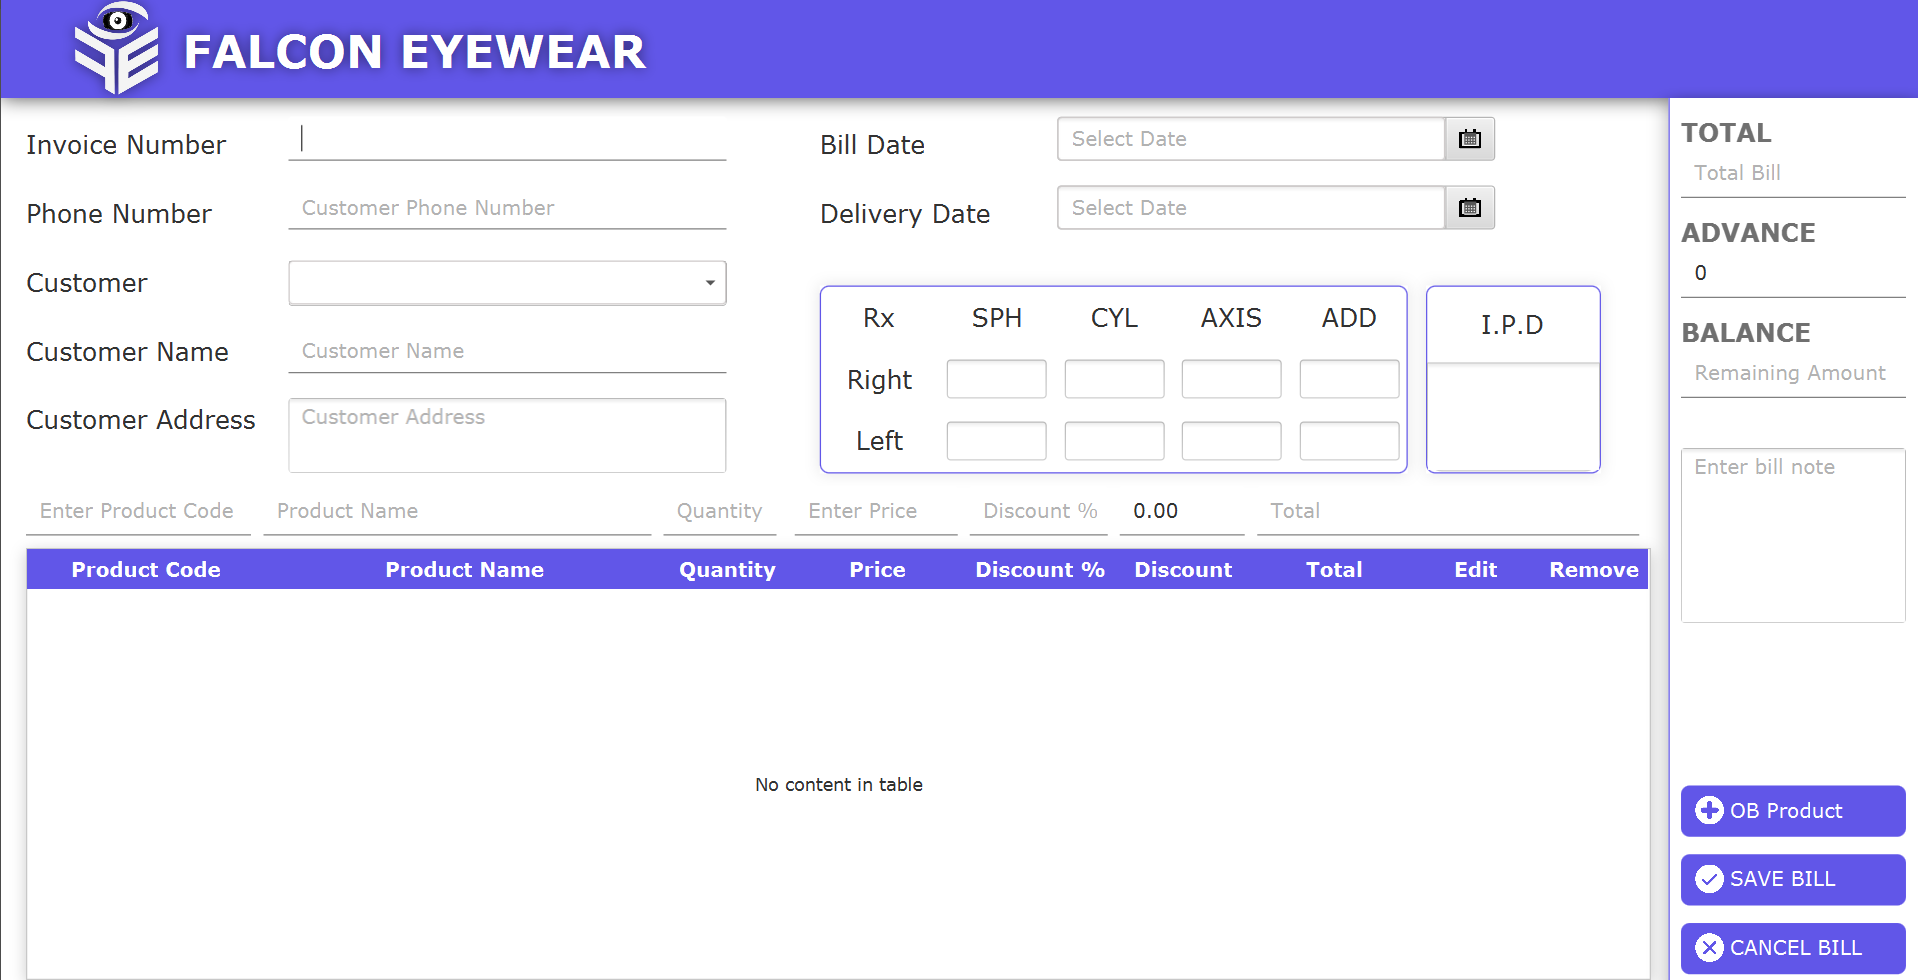 FALCON EYEWEAR
Invoice Number
Bill Date
Select Date
Phone Number
Customer Phone Number
Delivery Date
Select Date
Customer
Customer Name
Customer Name
Customer Address
Customer Address
Rx SPH CYL AXIS ADD
Right
Left
I.P.D
TOTAL
Total Bill
ADVANCE
0
BALANCE
Remaining Amount
Enter bill note
Enter Product Code Product Name Quantity Enter Price Discount % 0.00 Total
Product Code Product Name Quantity Price Discount % Discount Total Edit Remove
No content in table
OB Product
SAVE BILL
CANCEL BILL